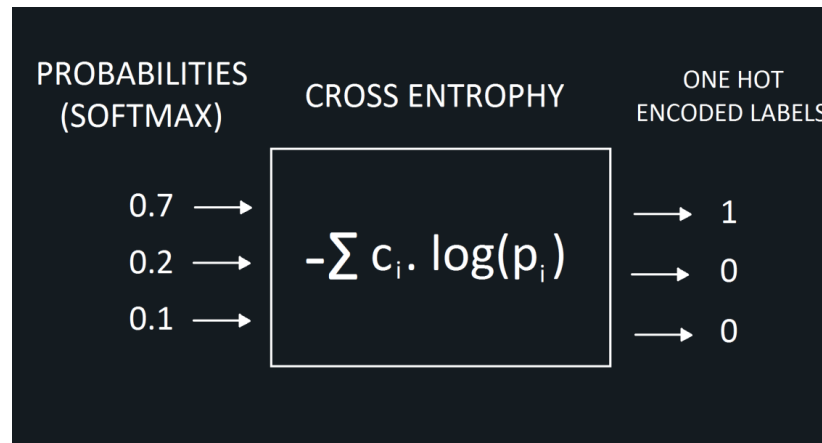 PROBABILITIES
(SOFTMAX)
CROSS ENTROPHY
ONE HOT
ENCODED LABELS
0.7
0.2
0.1
-∑ cᵢ. log(pᵢ)
1
0
0